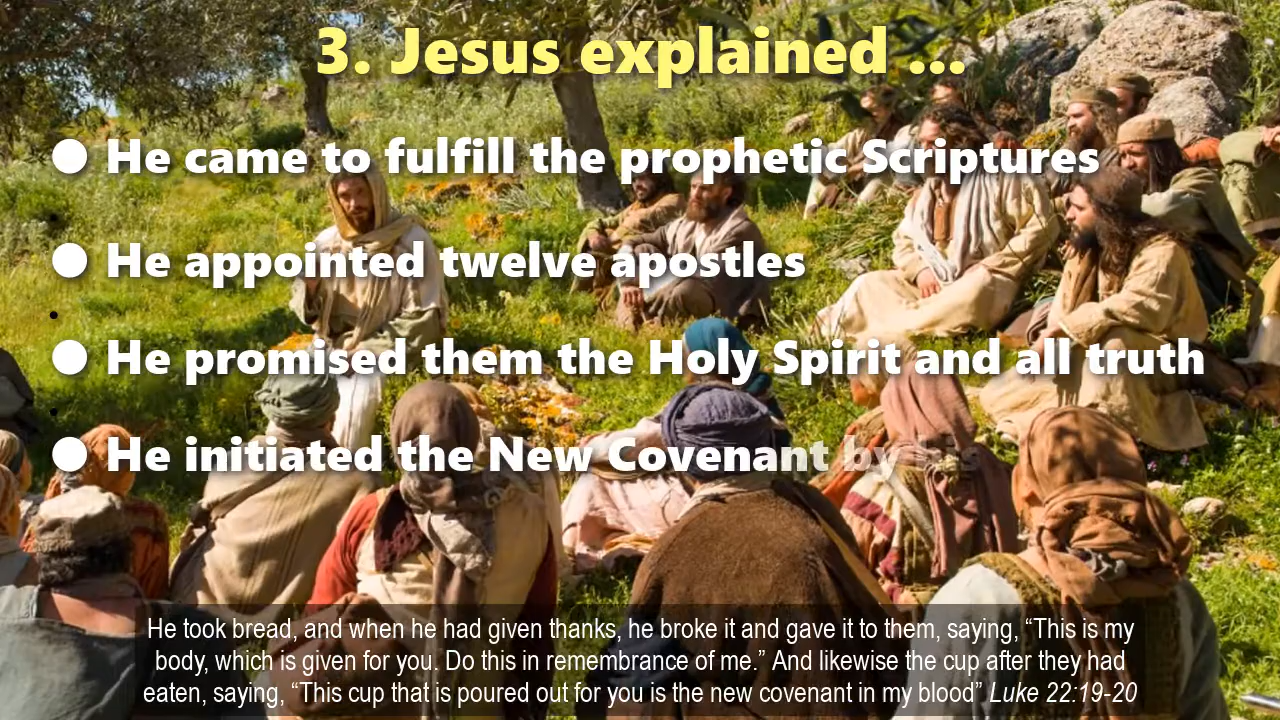 3. Jesus explained ...
● He came to fulfill the prophetic Scriptures
● He appointed twelve apostles
● He promised them the Holy Spirit and all truth
● He initiated the New Covenant by his
He took bread, and when he had given thanks, he broke it and gave it to them, saying, “This is my
body, which is given for you. Do this in remembrance of me.” And likewise the cup after they had
eaten, saying, “This cup that is poured out for you is the new covenant in my blood” Luke 22:19-20